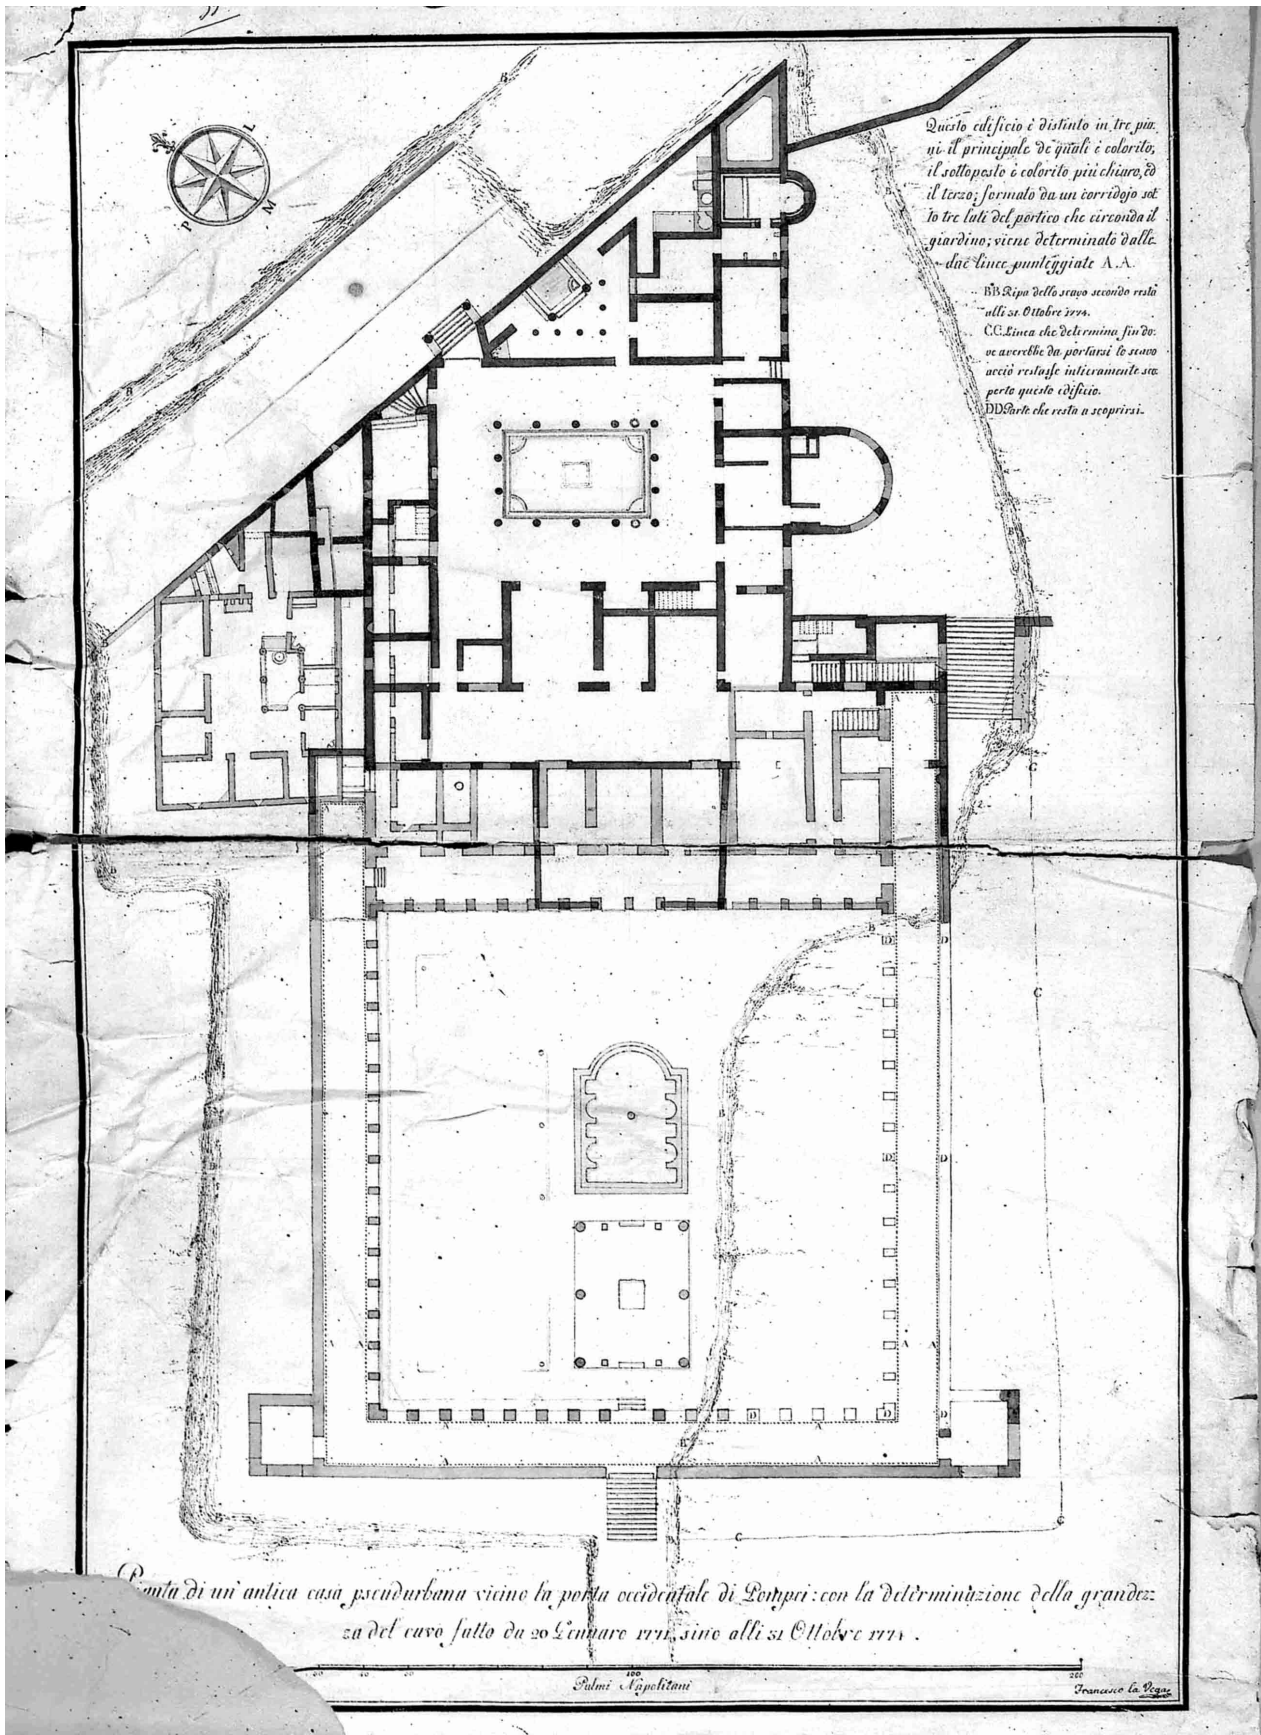 L
M
P
B
B
B
Questo edificio è distinto in tre pia:
ni il principale de quali è colorito;
il sottoposto è colorito più chiaro, ed
il terzo; formato da un corridojo sot
to tre lati del portico che circonda il
giardino; viene determinato dalle
due linee punteggiate A.A.
BB Ripa dello scavo secondo resta
alli 31. Ottobre 1774.
CC. Linea che determina fin do:
ve averebbe da portarsi lo scavo
acciò restasse intieramente sco
perto questo edificio.
DD Parte che resta a scoprirsi.
A A
C
A A
B D D
C
B
D D
A A A A
D D D
A A
A A
B
C C
Pianta di un' antica casa pseudurbana vicino la porta occidentale di Pompei: con la determinazione della grandez:
za del cavo fatto da 20 Gennaro 1771, sino alli 31 Ottobre 1774.
100 200
Palmi Napolitani
Francesco la Vega